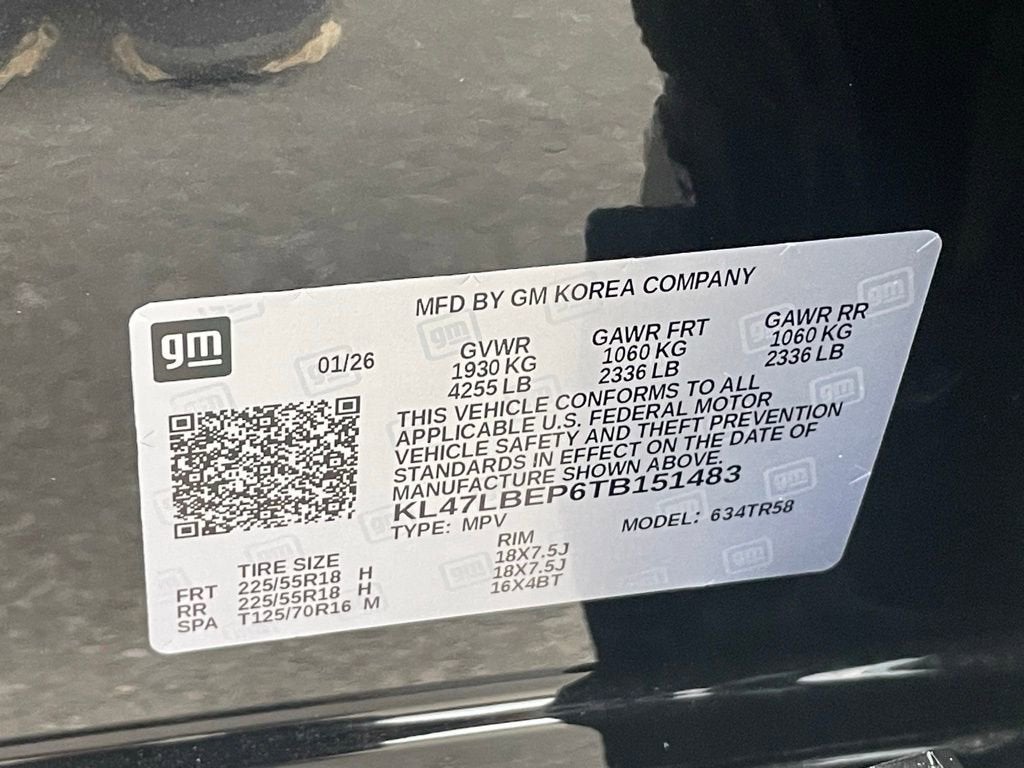 MFD BY GM KOREA COMPANY
gm
01/26
GVWR
1930 KG
4255 LB
GAWR FRT
1060 KG
2336 LB
GAWR RR
1060 KG
2336 LB
THIS VEHICLE CONFORMS TO ALL
APPLICABLE U.S. FEDERAL MOTOR
VEHICLE SAFETY AND THEFT PREVENTION
STANDARDS IN EFFECT ON THE DATE OF
MANUFACTURE SHOWN ABOVE.
KL47LBEP6TB151483
TYPE: MPV MODEL: 634TR58
TIRE SIZE RIM
FRT 225/55R18 H 18X7.5J
RR 225/55R18 H 18X7.5J
SPA T125/70R16 M 16X4BT